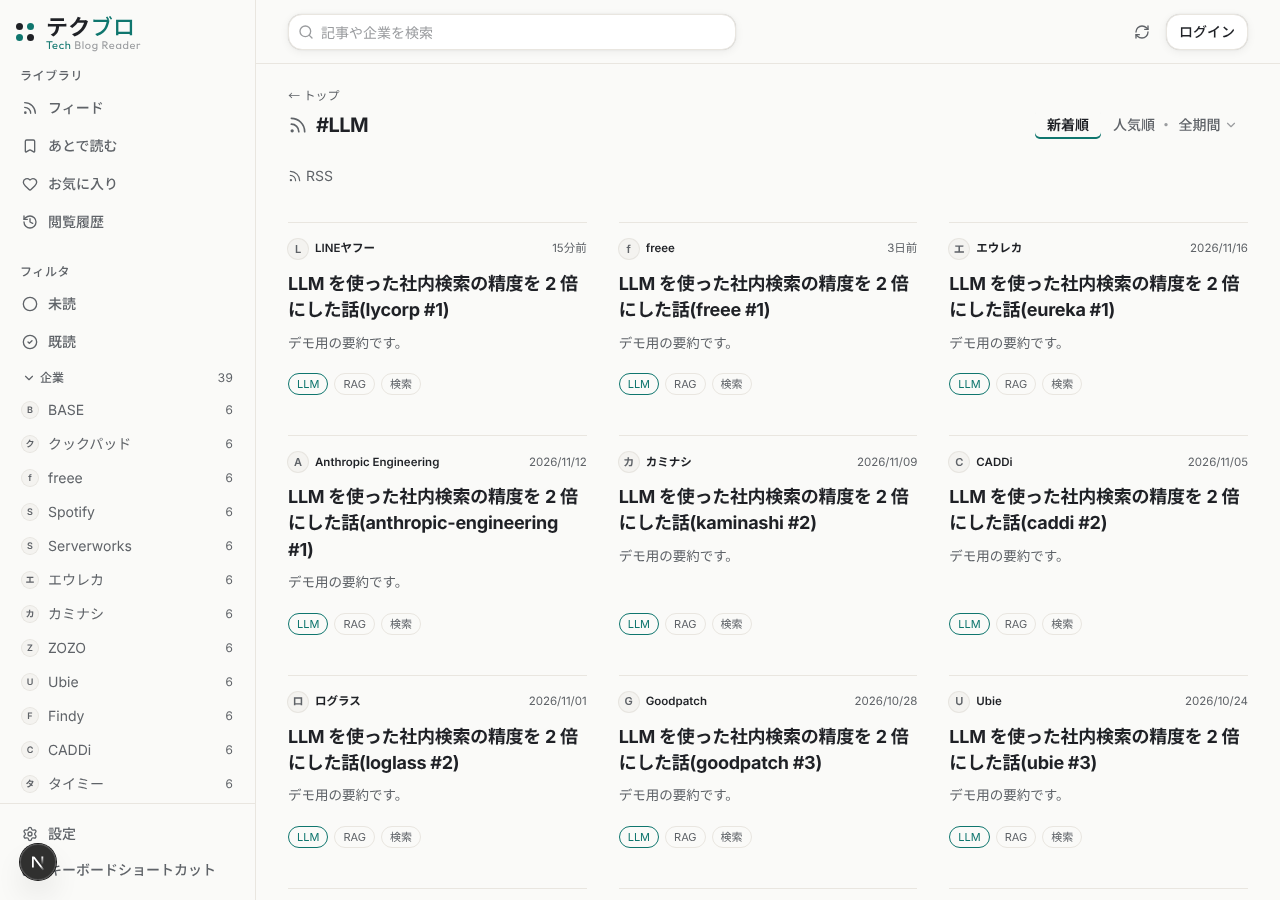 テクブロ
Tech Blog Reader
ライブラリ
フィード
あとで読む
お気に入り
閲覧履歴
フィルタ
未読
既読
企業 39
B BASE 6
ク クックパッド 6
f freee 6
S Spotify 6
S Serverworks 6
エ エウレカ 6
カ カミナシ 6
Z ZOZO 6
U Ubie 6
F Findy 6
C CADDi 6
タ タイミー 6
設定
N キーボードショートカット
記事や企業を検索
ログイン
← トップ
#LLM
新着順 人気順 • 全期間
RSS
L LINEヤフー 15分前
LLM を使った社内検索の精度を 2 倍
にした話(lycorp #1)
デモ用の要約です。
LLM RAG 検索
f freee 3日前
LLM を使った社内検索の精度を 2 倍
にした話(freee #1)
デモ用の要約です。
LLM RAG 検索
エ エウレカ 2026/11/16
LLM を使った社内検索の精度を 2 倍
にした話(eureka #1)
デモ用の要約です。
LLM RAG 検索
A Anthropic Engineering 2026/11/12
LLM を使った社内検索の精度を 2 倍
にした話(anthropic-engineering
#1)
デモ用の要約です。
LLM RAG 検索
カ カミナシ 2026/11/09
LLM を使った社内検索の精度を 2 倍
にした話(kaminashi #2)
デモ用の要約です。
LLM RAG 検索
C CADDi 2026/11/05
LLM を使った社内検索の精度を 2 倍
にした話(caddi #2)
デモ用の要約です。
LLM RAG 検索
ロ ログラス 2026/11/01
LLM を使った社内検索の精度を 2 倍
にした話(loglass #2)
デモ用の要約です。
LLM RAG 検索
G Goodpatch 2026/10/28
LLM を使った社内検索の精度を 2 倍
にした話(goodpatch #3)
デモ用の要約です。
LLM RAG 検索
U Ubie 2026/10/24
LLM を使った社内検索の精度を 2 倍
にした話(ubie #3)
デモ用の要約です。
LLM RAG 検索